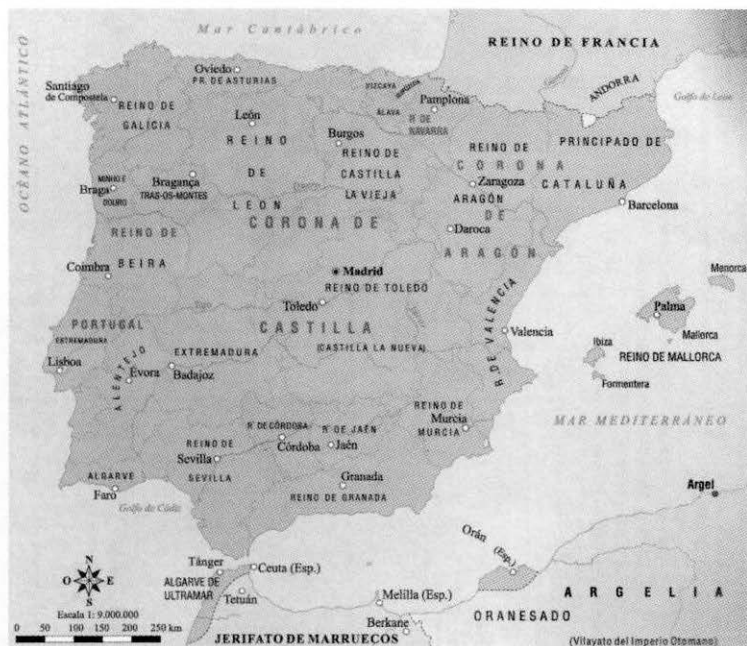 Mar Cantábrico
REINO DE FRANCIA
OCÉANO ATLÁNTICO
Oviedo
PR. DE ASTURIAS
VIZCAYA
ÁLAVA
ANDORRA
Golfo de León
Santiago
de Compostela
REINO DE
GALICIA
León
REINO
DE
LEON
Burgos
REINO DE
CASTILLA
LA VIEJA
Pamplona
R. DE
NAVARRA
REINO DE
ARAGÓN
CORONA
DE
ARAGÓN
PRINCIPADO DE
CATALUÑA
Zaragoza
Barcelona
Daroca
Braga
MINHO E
DOURO
Bragança
TRAS-OS-MONTES
CORONA DE
CASTILLA
REINO DE
PORTUGAL
BEIRA
Coimbra
Madrid
REINO DE TOLEDO
Toledo
(CASTILLA LA NUEVA)
R. DE VALENCIA
Valencia
Menorca
Palma
Mallorca
Ibiza
REINO DE MALLORCA
Formentera
EXTREMADURA
Lisboa
ALENTEJO
Évora
EXTREMADURA
Badajoz
MAR MEDITERRÁNEO
REINO DE
MURCIA
Murcia
Rº DE CÓRDOBA
Córdoba
Rº DE JAÉN
Jaén
REINO DE
SEVILLA
Sevilla
Granada
REINO DE GRANADA
ALGARVE
Faro
Golfo de Cádiz
Argel
Orán (Esp.)
Tánger
Ceuta (Esp.)
ALGARVE DE
ULTRAMAR
Tetuán
Melilla (Esp.)
Berkane
ORANESADO
ARGELIA
JERIFATO DE MARRUECOS
(Vilayato del Imperio Otomano)
N
O E
S
Escala 1: 9.000.000
0 50 100 150 200 250 km